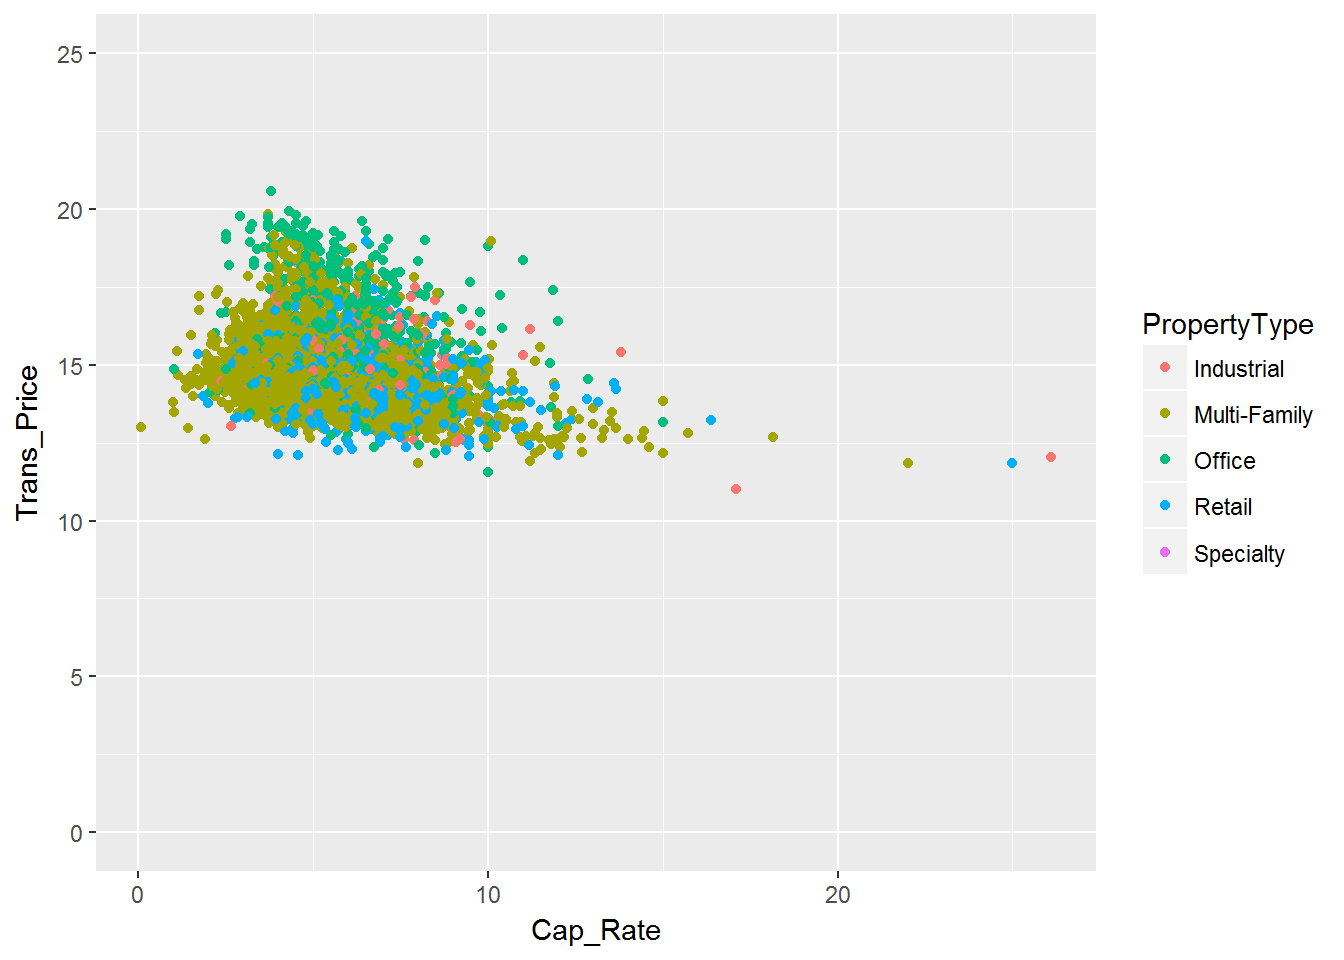 25
20
15
10
5
0
Trans_Price
0
10
20
Cap_Rate
PropertyType
Industrial
Multi-Family
Office
Retail
Specialty